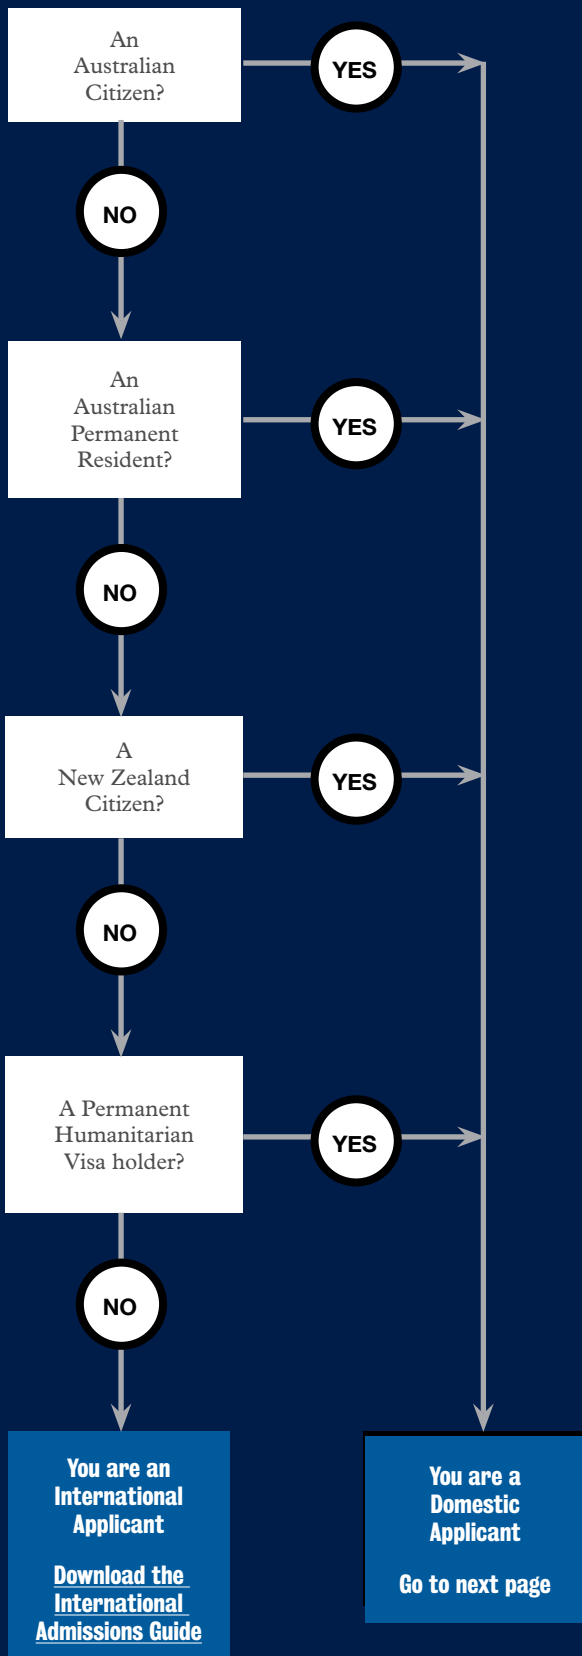 An
Australian
Citizen?
YES
NO
An
Australian
Permanent
Resident?
YES
NO
A
New Zealand
Citizen?
YES
NO
A Permanent
Humanitarian
Visa holder?
YES
NO
You are an
International
Applicant
Download the
International
Admissions Guide
You are a
Domestic
Applicant
Go to next page